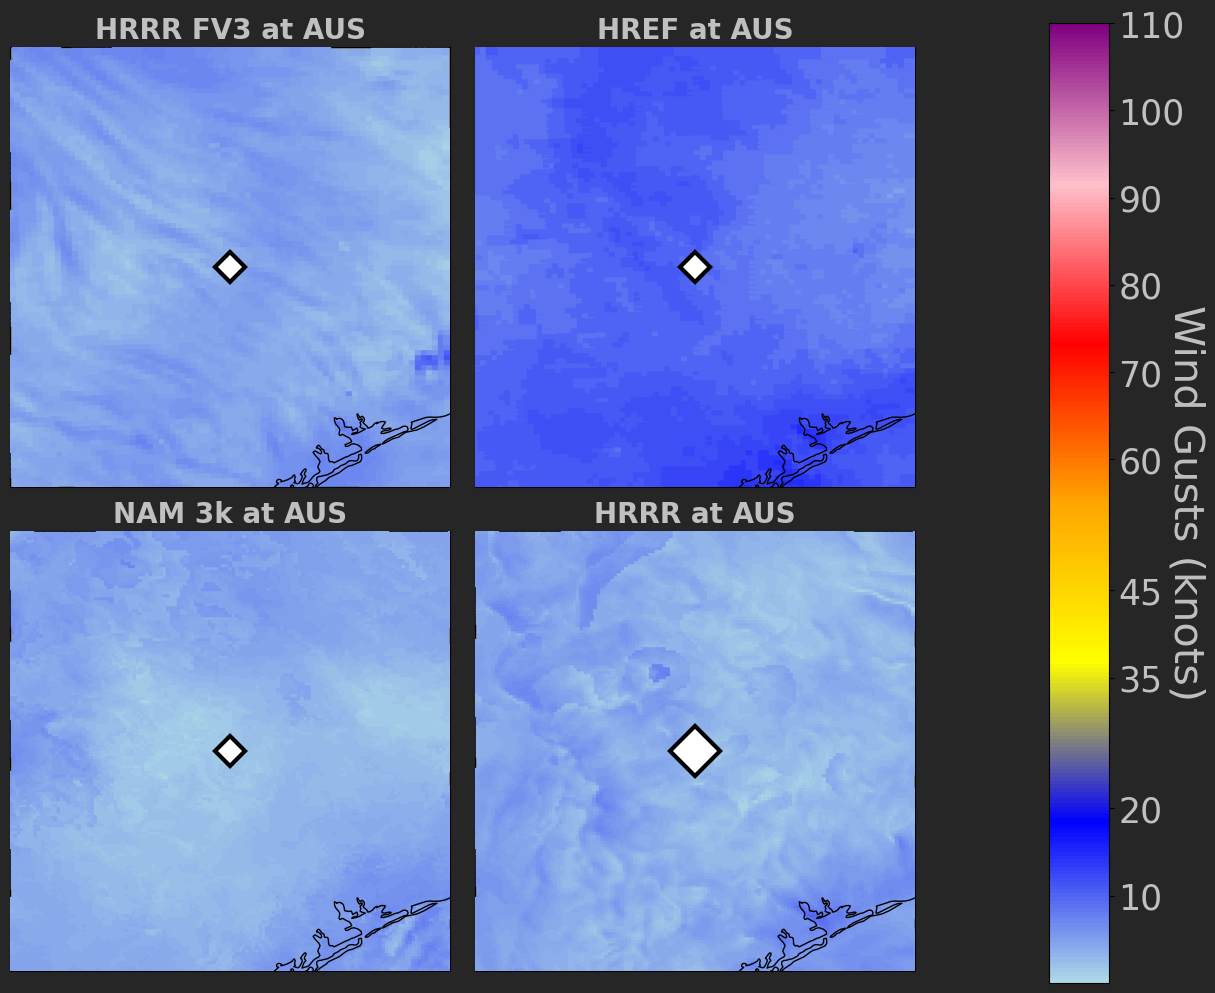 HRRR FV3 at AUS
HREF at AUS
NAM 3k at AUS
HRRR at AUS
110
100
90
80
70
60
45
35
20
10
Wind Gusts (knots)